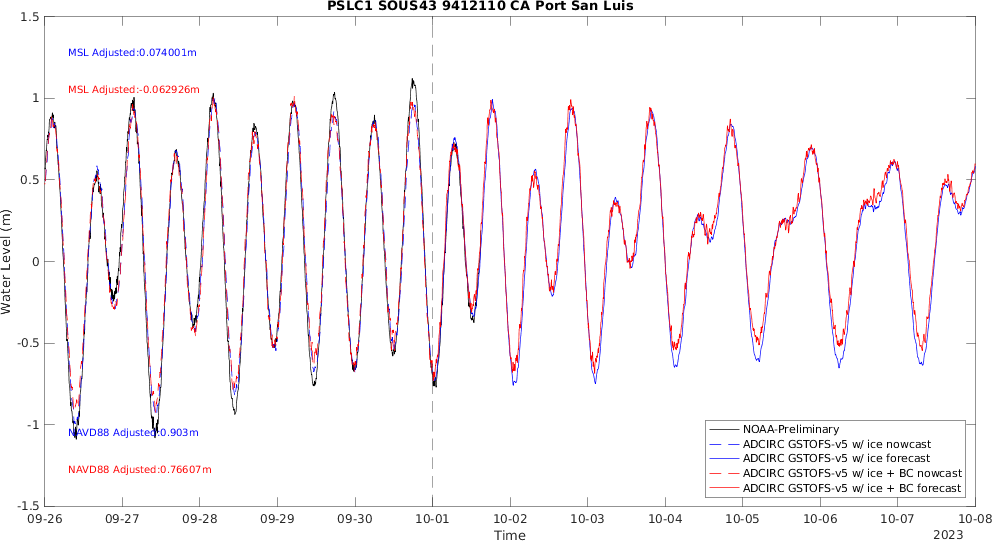 PSLC1 SOUS43 9412110 CA Port San Luis
1.5
MSL Adjusted:0.074001m
MSL Adjusted:-0.062926m
1
0.5
0
-0.5
-1
-1.5
Water Level (m)
NAVD88 Adjusted:0.903m
NAVD88 Adjusted:0.76607m
NOAA-Preliminary
ADCIRC GSTOFS-v5 w/ ice nowcast
ADCIRC GSTOFS-v5 w/ ice forecast
ADCIRC GSTOFS-v5 w/ ice + BC nowcast
ADCIRC GSTOFS-v5 w/ ice + BC forecast
09-26 09-27 09-28 09-29 09-30 10-01 10-02 10-03 10-04 10-05 10-06 10-07 10-08
Time
2023